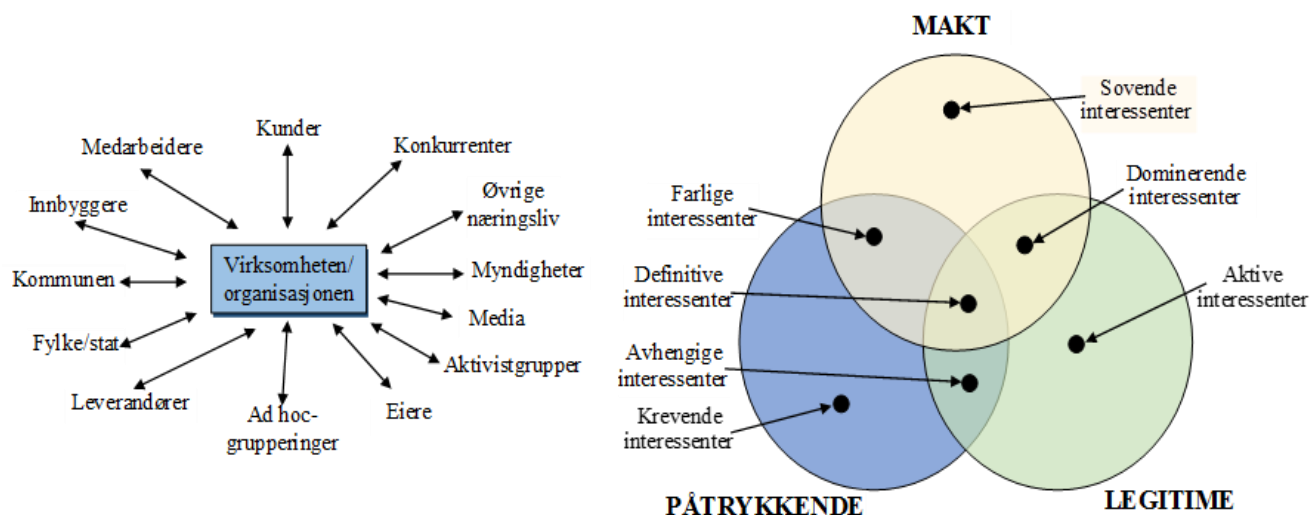 Kunder
Medarbeidere
Konkurrenter
Innbyggere
Øvrige
næringsliv
Virksomheten/
organisasjonen
Kommunen
Myndigheter
Media
Fylke/stat
Aktivistgrupper
Leverandører
Ad hoc-
grupperinger
Eiere
MAKT
Sovende
interessenter
Farlige
interessenter
Dominerende
interessenter
Definitive
interessenter
Aktive
interessenter
Avhengige
interessenter
Krevende
interessenter
PÅTRYKKENDE
LEGITIME